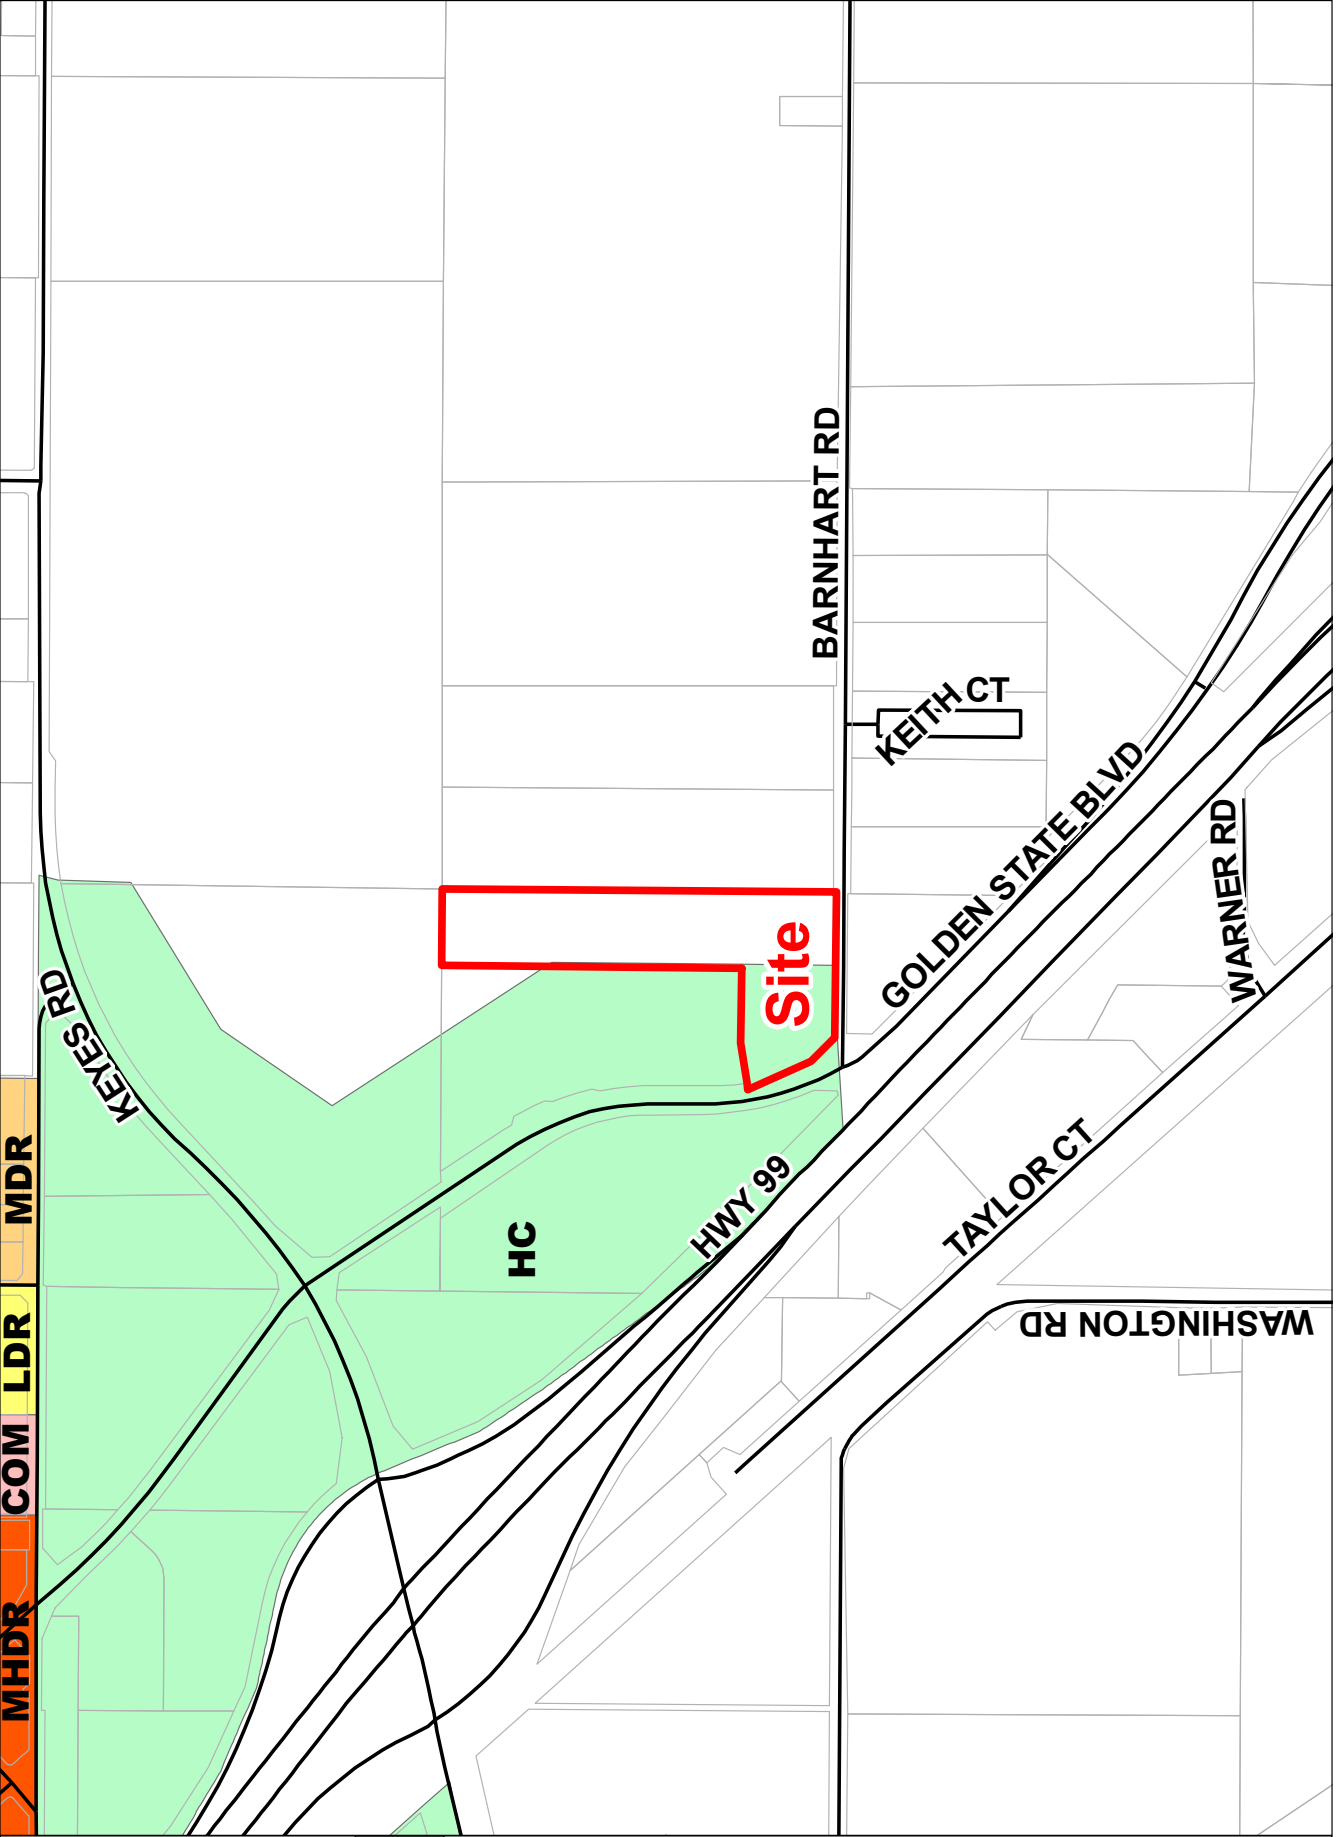 BARNHART RD
KEITH CT
GOLDEN STATE BLVD
WARNER RD
Site
KEYES RD
MDR
HC
HWY 99
TAYLOR CT
LDR
WASHINGTON RD
COM
MHDR